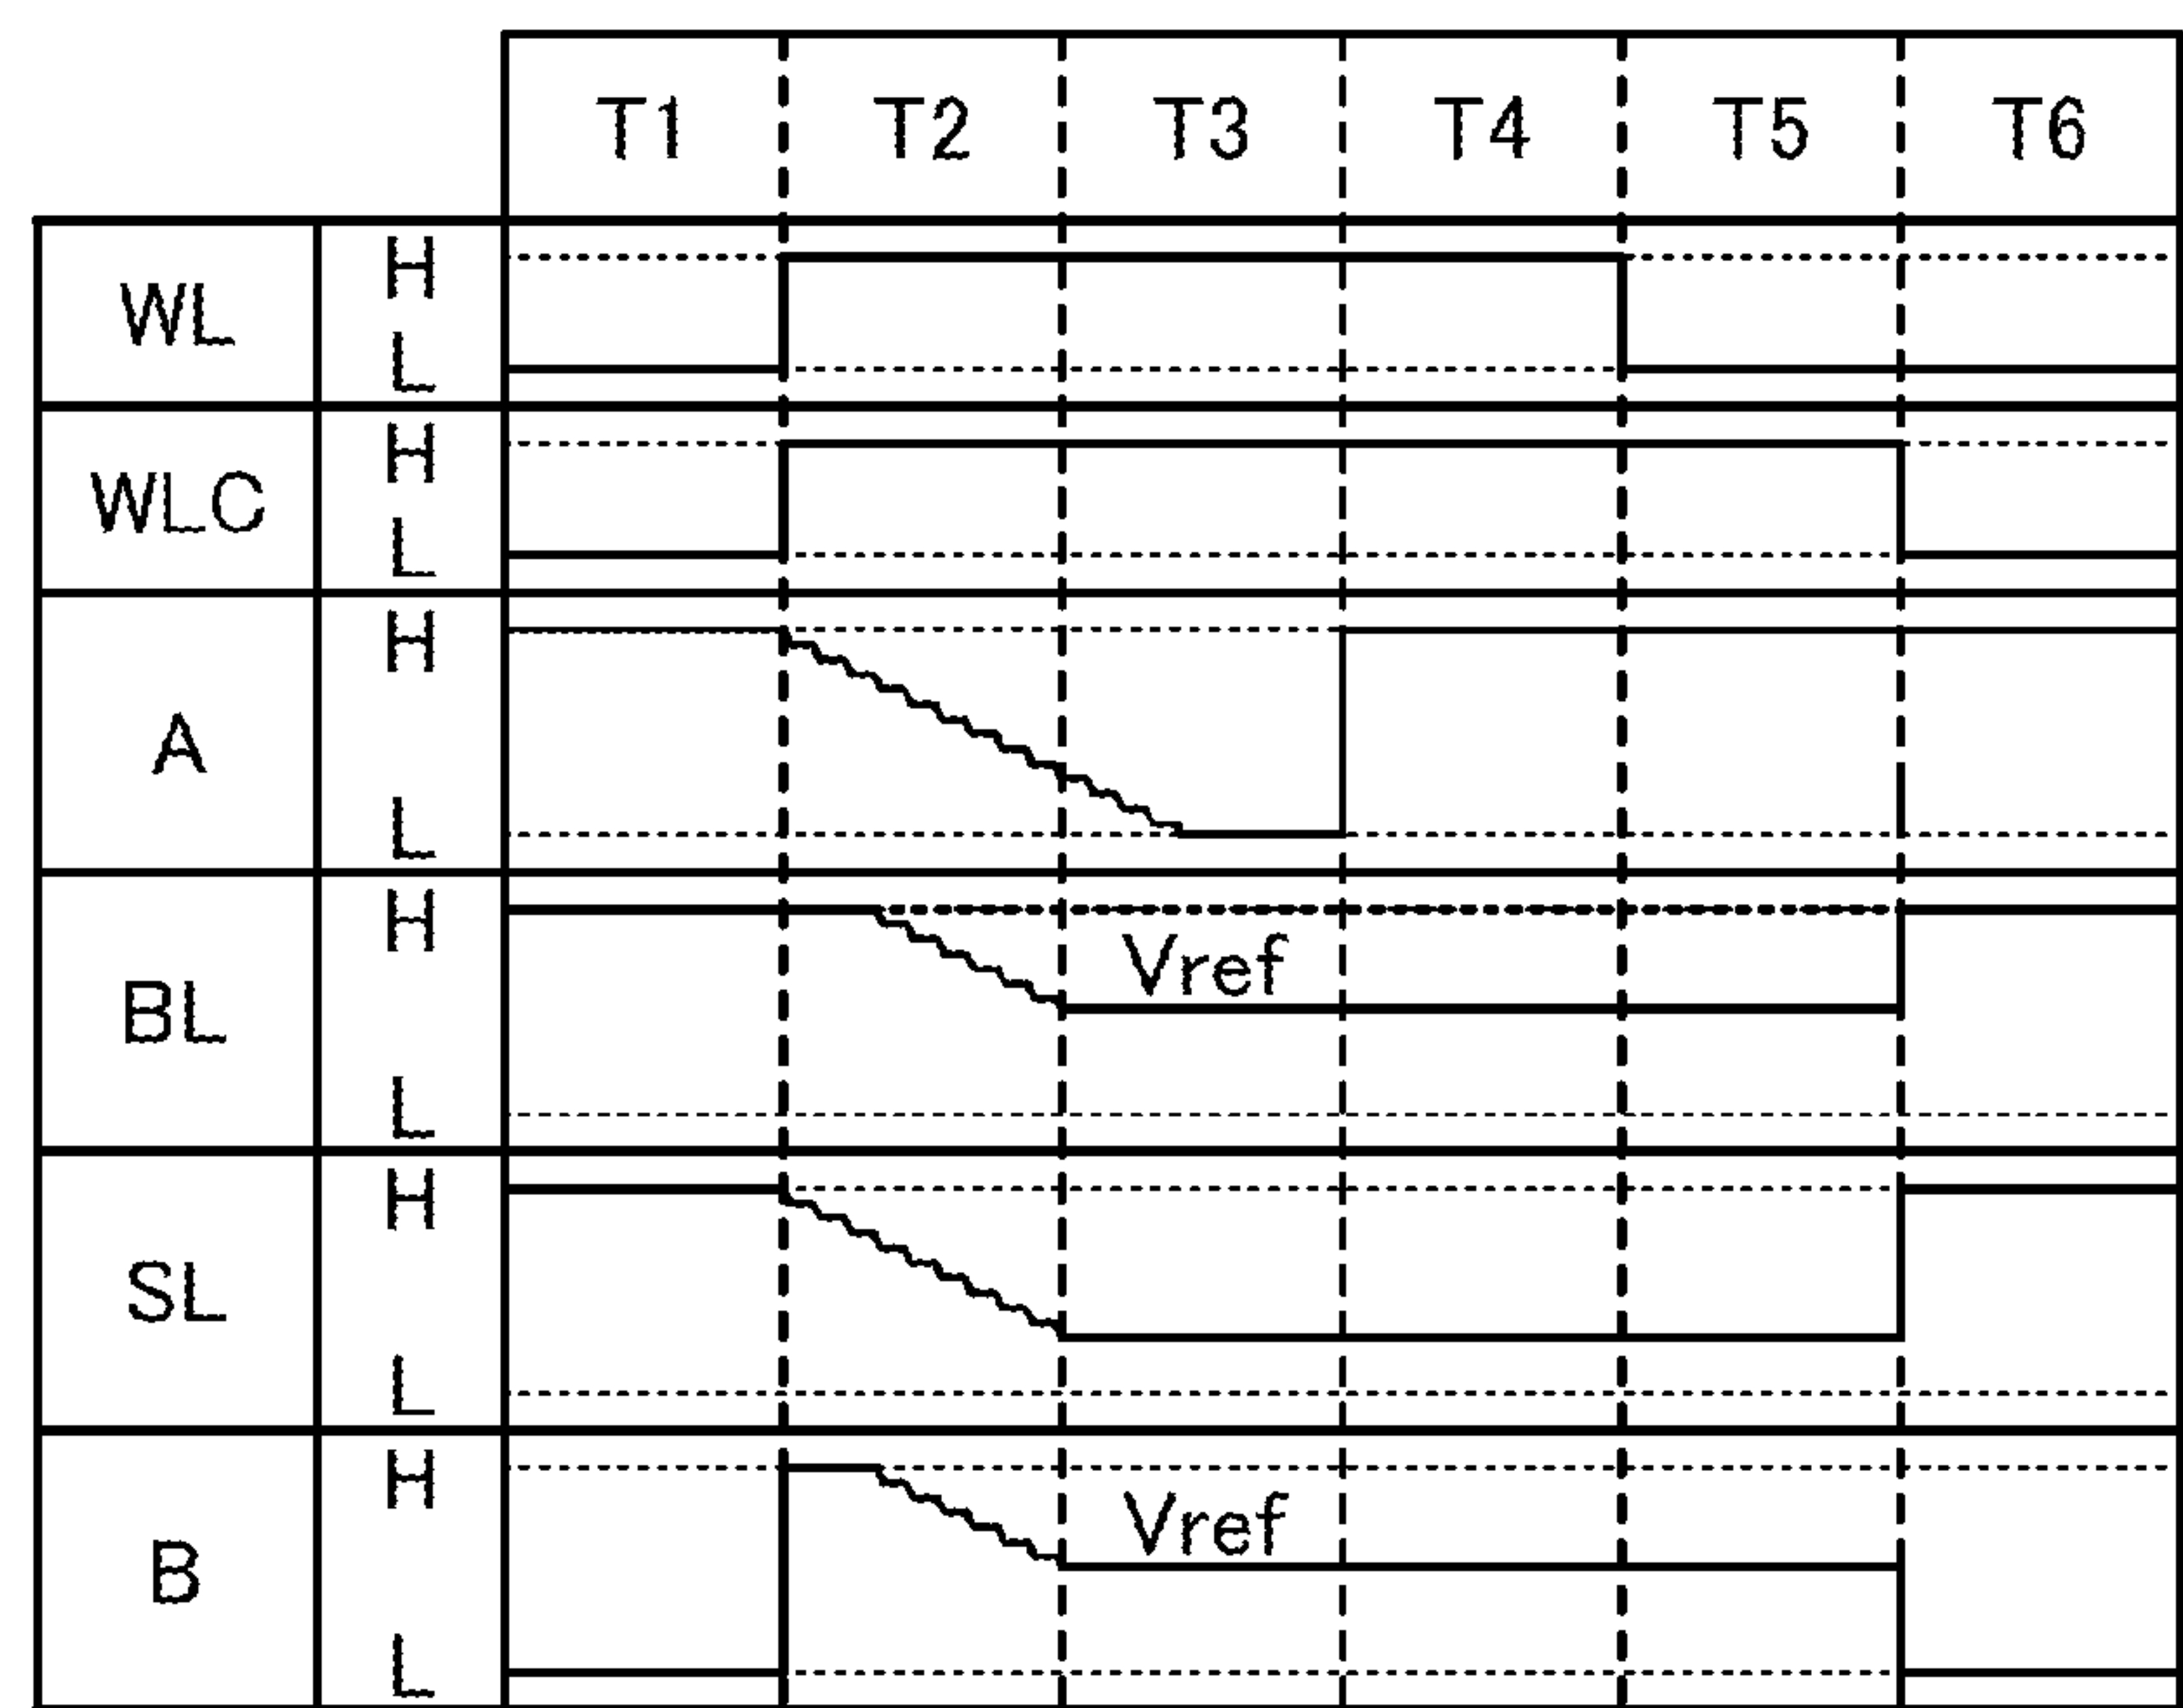 T1 T2 T3 T4 T5 T6
WL H
L
WLC H
L
A H
L
BL H Vref
L
SL H
L
B H Vref
L